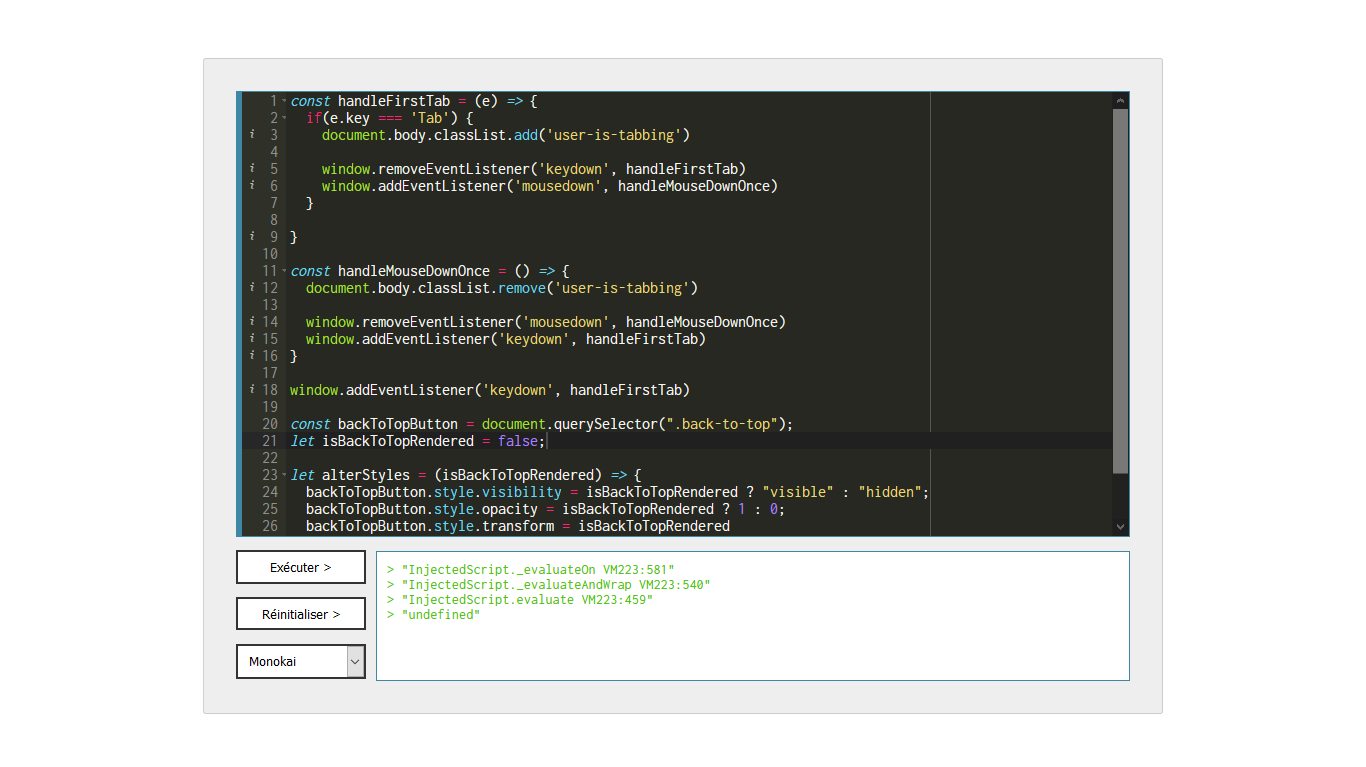 1 const handleFirstTab = (e) => {
2   if(e.key === 'Tab') {
i 3     document.body.classList.add('user-is-tabbing')
4
i 5     window.removeEventListener('keydown', handleFirstTab)
i 6     window.addEventListener('mousedown', handleMouseDownOnce)
7   }
8
i 9 }
10
11 const handleMouseDownOnce = () => {
i 12   document.body.classList.remove('user-is-tabbing')
13
i 14   window.removeEventListener('mousedown', handleMouseDownOnce)
i 15   window.addEventListener('keydown', handleFirstTab)
i 16 }
17
i 18 window.addEventListener('keydown', handleFirstTab)
19
20 const backToTopButton = document.querySelector(".back-to-top");
21 let isBackToTopRendered = false;
22
23 let alterStyles = (isBackToTopRendered) => {
24   backToTopButton.style.visibility = isBackToTopRendered ? "visible" : "hidden";
25   backToTopButton.style.opacity = isBackToTopRendered ? 1 : 0;
26   backToTopButton.style.transform = isBackToTopRendered
Exécuter >
Réinitialiser >
Monokai
> "InjectedScript._evaluateOn VM223:581"
> "InjectedScript._evaluateAndWrap VM223:540"
> "InjectedScript.evaluate VM223:459"
> "undefined"